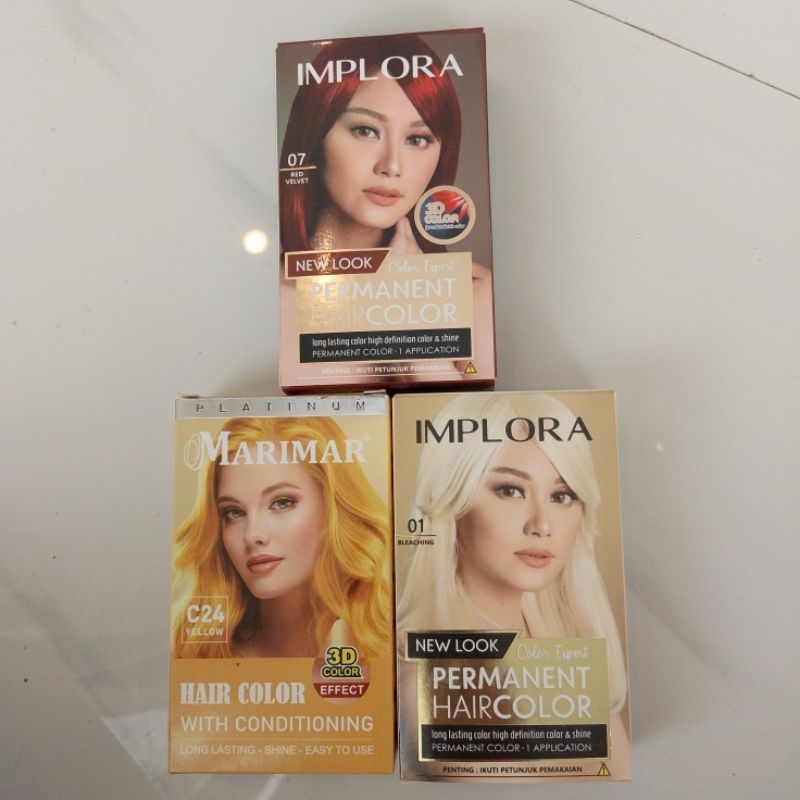 IMPLORA
07
RED
VELVET
3D
COLOR
NEW LOOK
Color Expert
PERMANENT
HAIRCOLOR
long lasting color high definition color & shine
PERMANENT COLOR · 1 APPLICATION
PENTING : IKUTI PETUNJUK PEMAKAIAN
PLATINUM
MARIMAR®
C24
YELLOW
3D
COLOR
EFFECT
HAIR COLOR
WITH CONDITIONING
LONG LASTING - SHINE - EASY TO USE
IMPLORA
01
BLEACHING
NEW LOOK
Color Expert
PERMANENT
HAIRCOLOR
long lasting color high definition color & shine
PERMANENT COLOR · 1 APPLICATION
PENTING : IKUTI PETUNJUK PEMAKAIAN